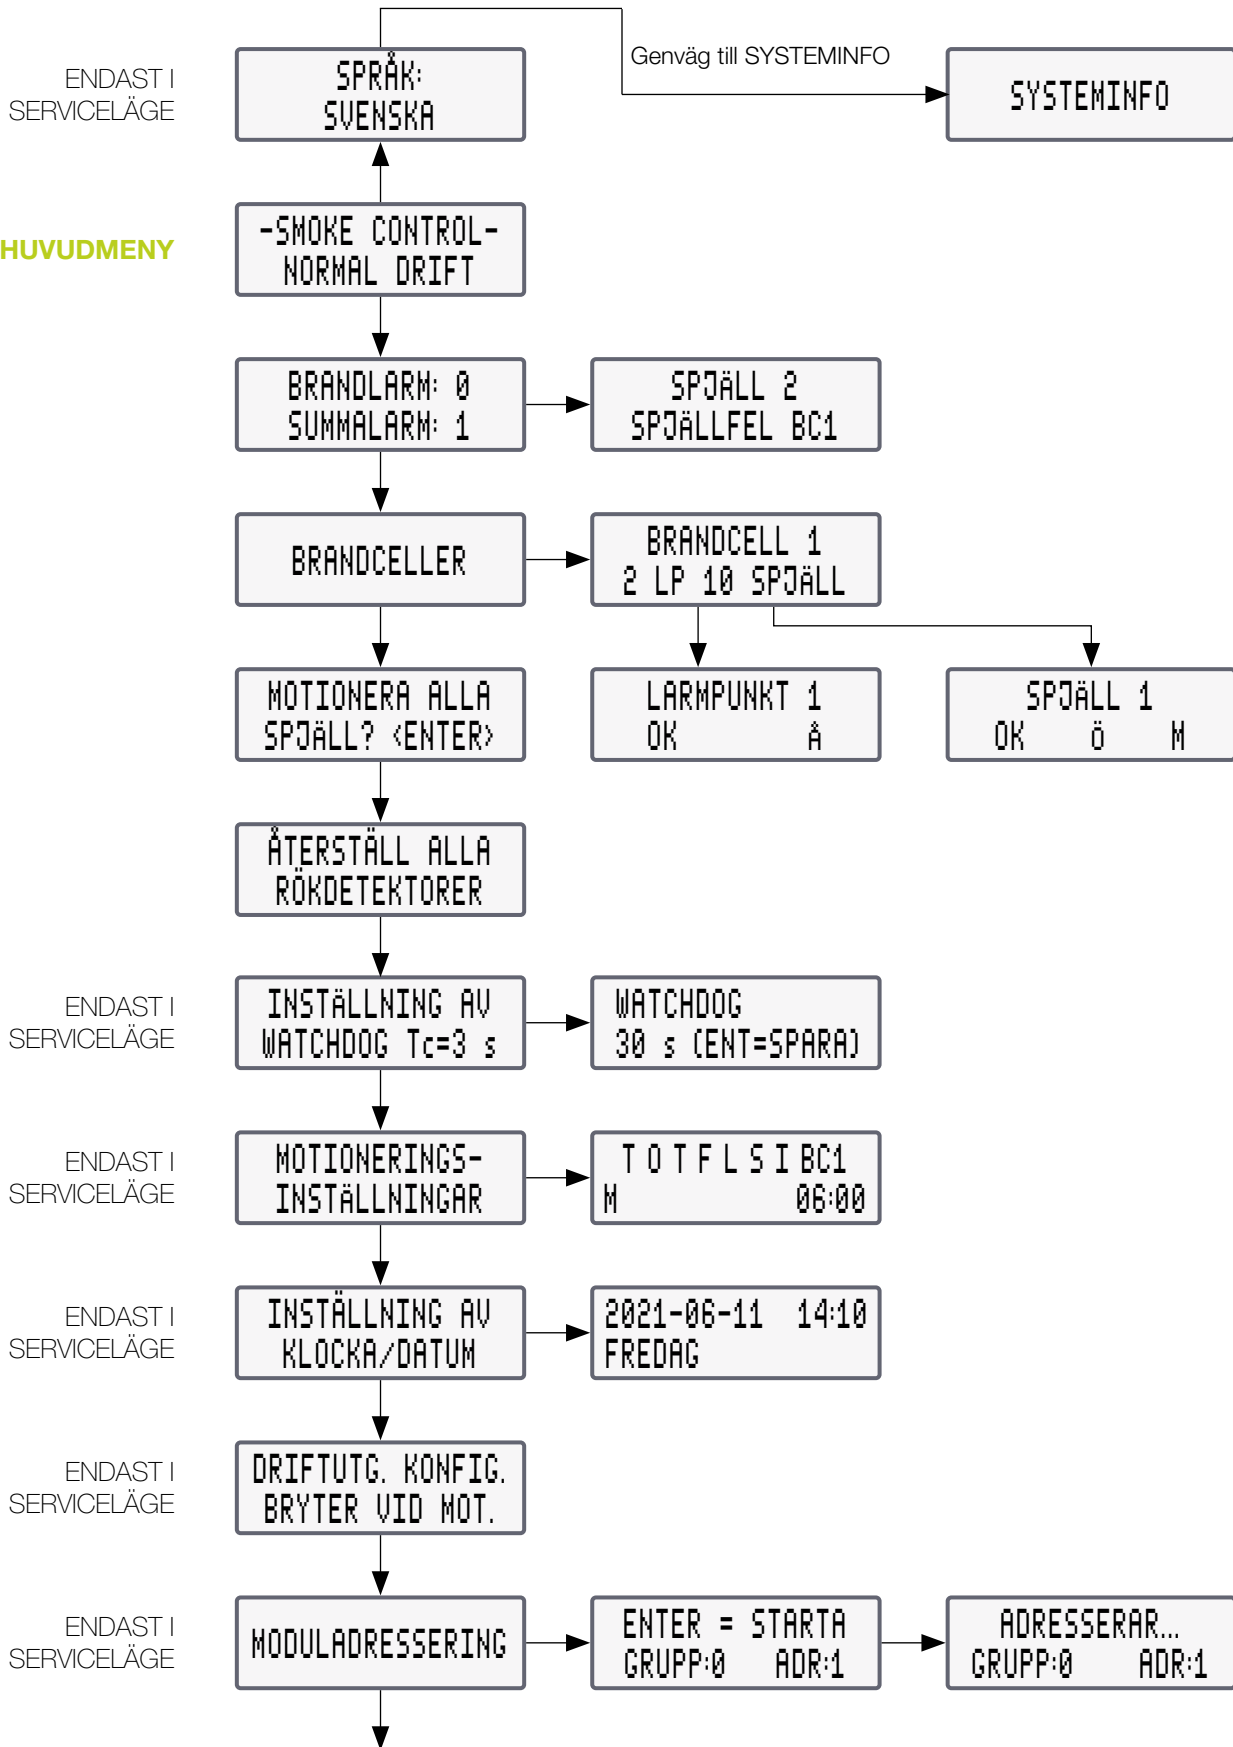 Genväg till SYSTEMINFO
ENDAST I
SERVICELÄGE
SPRÅK:
SVENSKA
SYSTEMINFO
HUVUDMENY
-SMOKE CONTROL-
NORMAL DRIFT
BRANDLARM: 0
SUMMALARM: 1
SPJÄLL 2
SPJÄLLFEL BC1
BRANDCELLER
BRANDCELL 1
2 LP 10 SPJÄLL
MOTIONERA ALLA
SPJÄLL? <ENTER>
LARMPUNKT 1
OK Å
SPJÄLL 1
OK Ö M
ÅTERSTÄLL ALLA
RÖKDETEKTORER
ENDAST I
SERVICELÄGE
INSTÄLLNING AV
WATCHDOG Tc=3 s
WATCHDOG
30 s (ENT=SPARA)
ENDAST I
SERVICELÄGE
MOTIONERINGS-
INSTÄLLNINGAR
T O T F L S I BC1
M 06:00
ENDAST I
SERVICELÄGE
INSTÄLLNING AV
KLOCKA/DATUM
2021-06-11 14:10
FREDAG
ENDAST I
SERVICELÄGE
DRIFTUTG. KONFIG.
BRYTER VID MOT.
ENDAST I
SERVICELÄGE
MODULADRESSERING
ENTER = STARTA
GRUPP:0 ADR:1
ADRESSERAR...
GRUPP:0 ADR:1